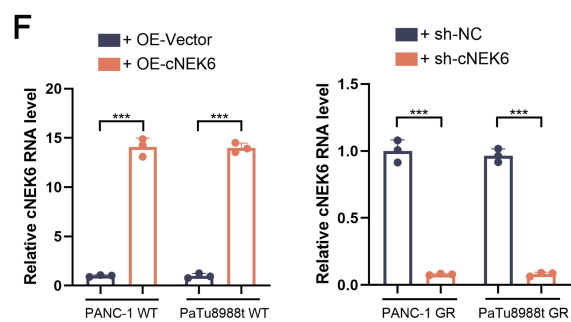 F
+ OE-Vector
+ OE-cNEK6
Relative cNEK6 RNA level
20
15
10
5
0
***
***
PANC-1 WT
PaTu8988t WT
+ sh-NC
+ sh-cNEK6
Relative cNEK6 RNA level
1.5
1.0
0.5
0.0
***
***
PANC-1 GR
PaTu8988t GR